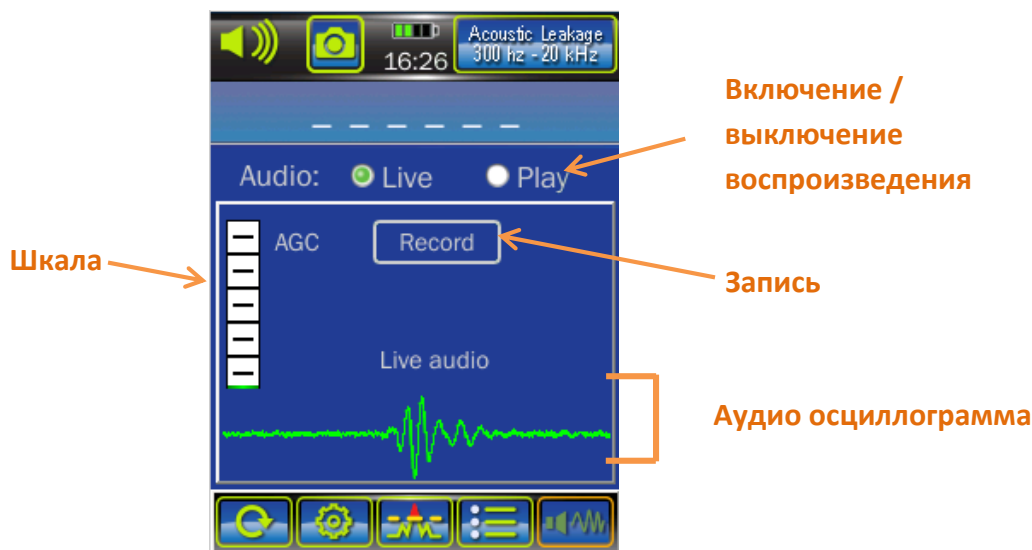 Acoustic Leakage
16:26
300 hz - 20 kHz
Включение /
выключение
воспроизведения
Audio:
Live
Play
Шкала
AGC
Record
Запись
Live audio
Аудио осциллограмма